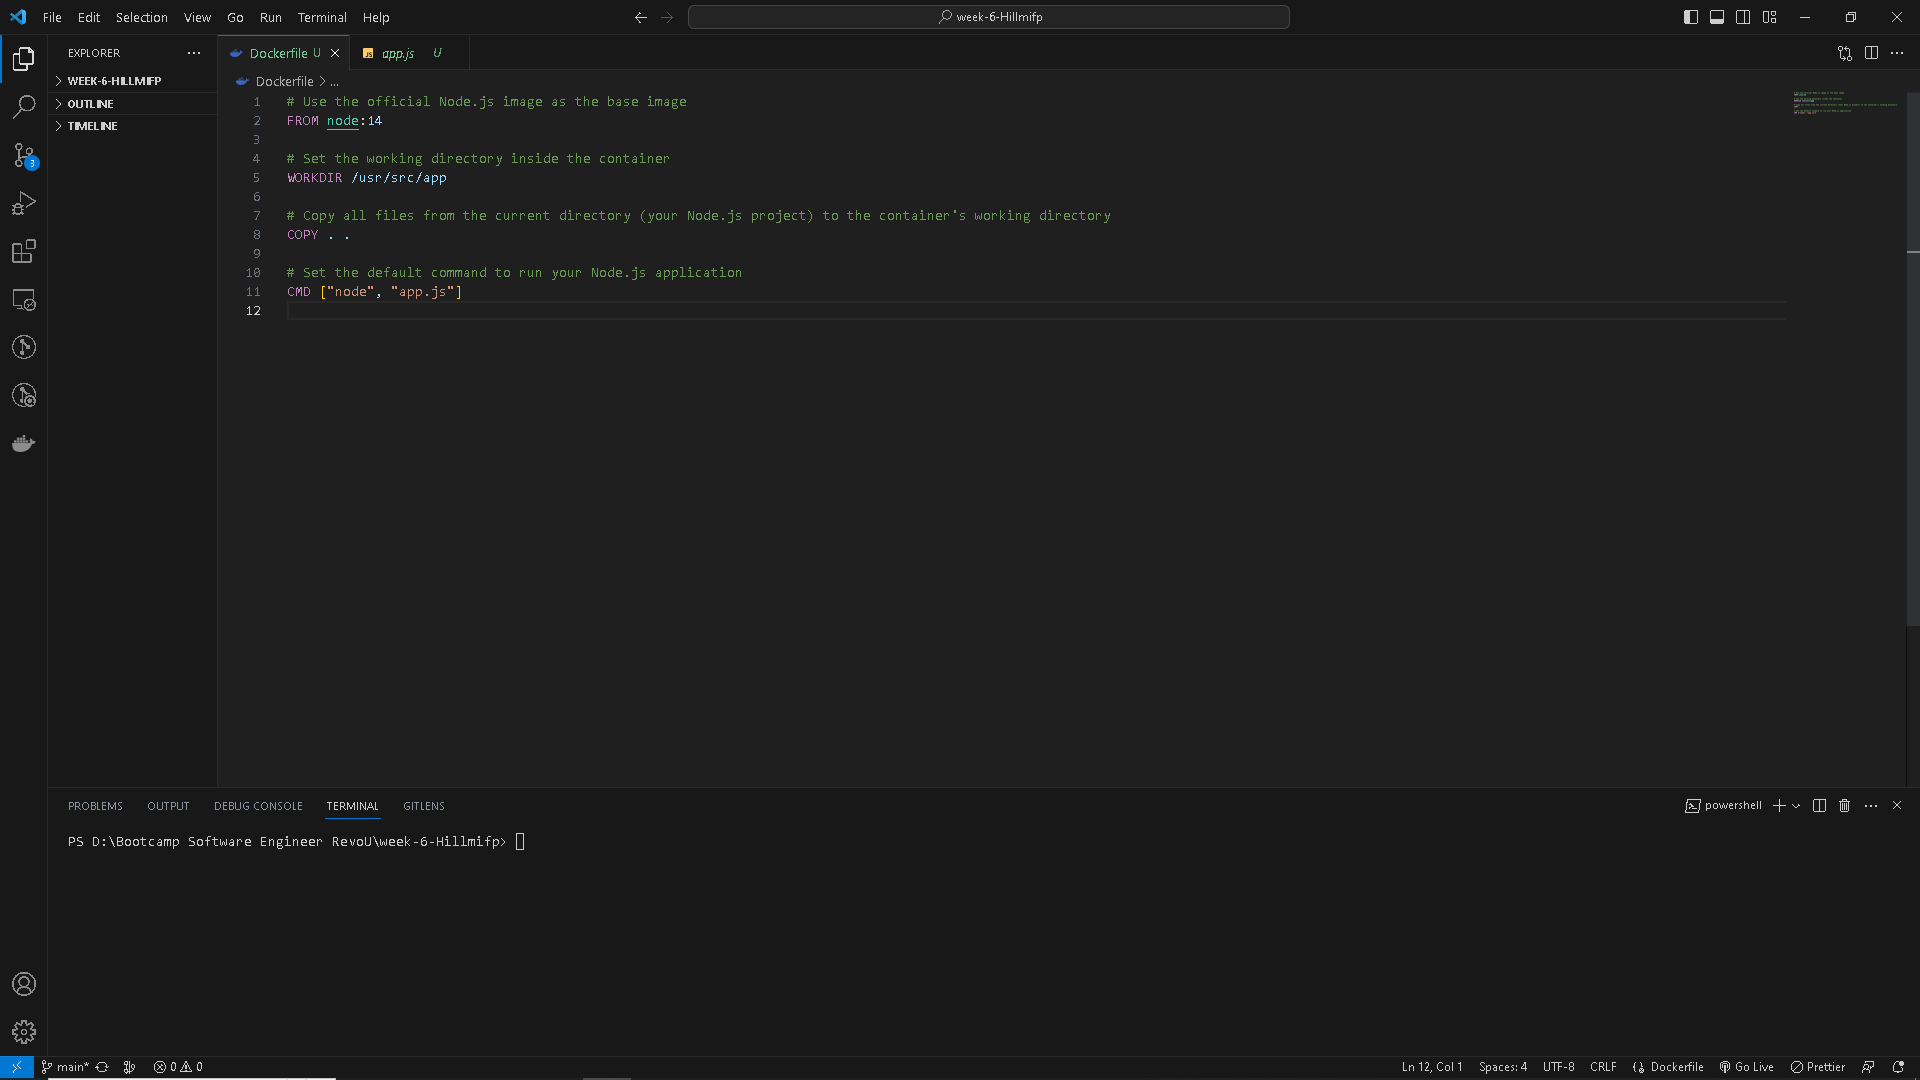 File Edit Selection View Go Run Terminal Help
week-6-Hillmifp
EXPLORER
WEEK-6-HILLMIFP
OUTLINE
TIMELINE
3
Dockerfile U
JS app.js U
Dockerfile > ...
1 # Use the official Node.js image as the base image
2 FROM node:14
3
4 # Set the working directory inside the container
5 WORKDIR /usr/src/app
6
7 # Copy all files from the current directory (your Node.js project) to the container's working directory
8 COPY . .
9
10 # Set the default command to run your Node.js application
11 CMD ["node", "app.js"]
12
PROBLEMS OUTPUT DEBUG CONSOLE TERMINAL GITLENS
powershell
PS D:\Bootcamp Software Engineer RevoU\week-6-Hillmifp>
main* 0 0 Ln 12, Col 1 Spaces: 4 UTF-8 CRLF Dockerfile Go Live Prettier